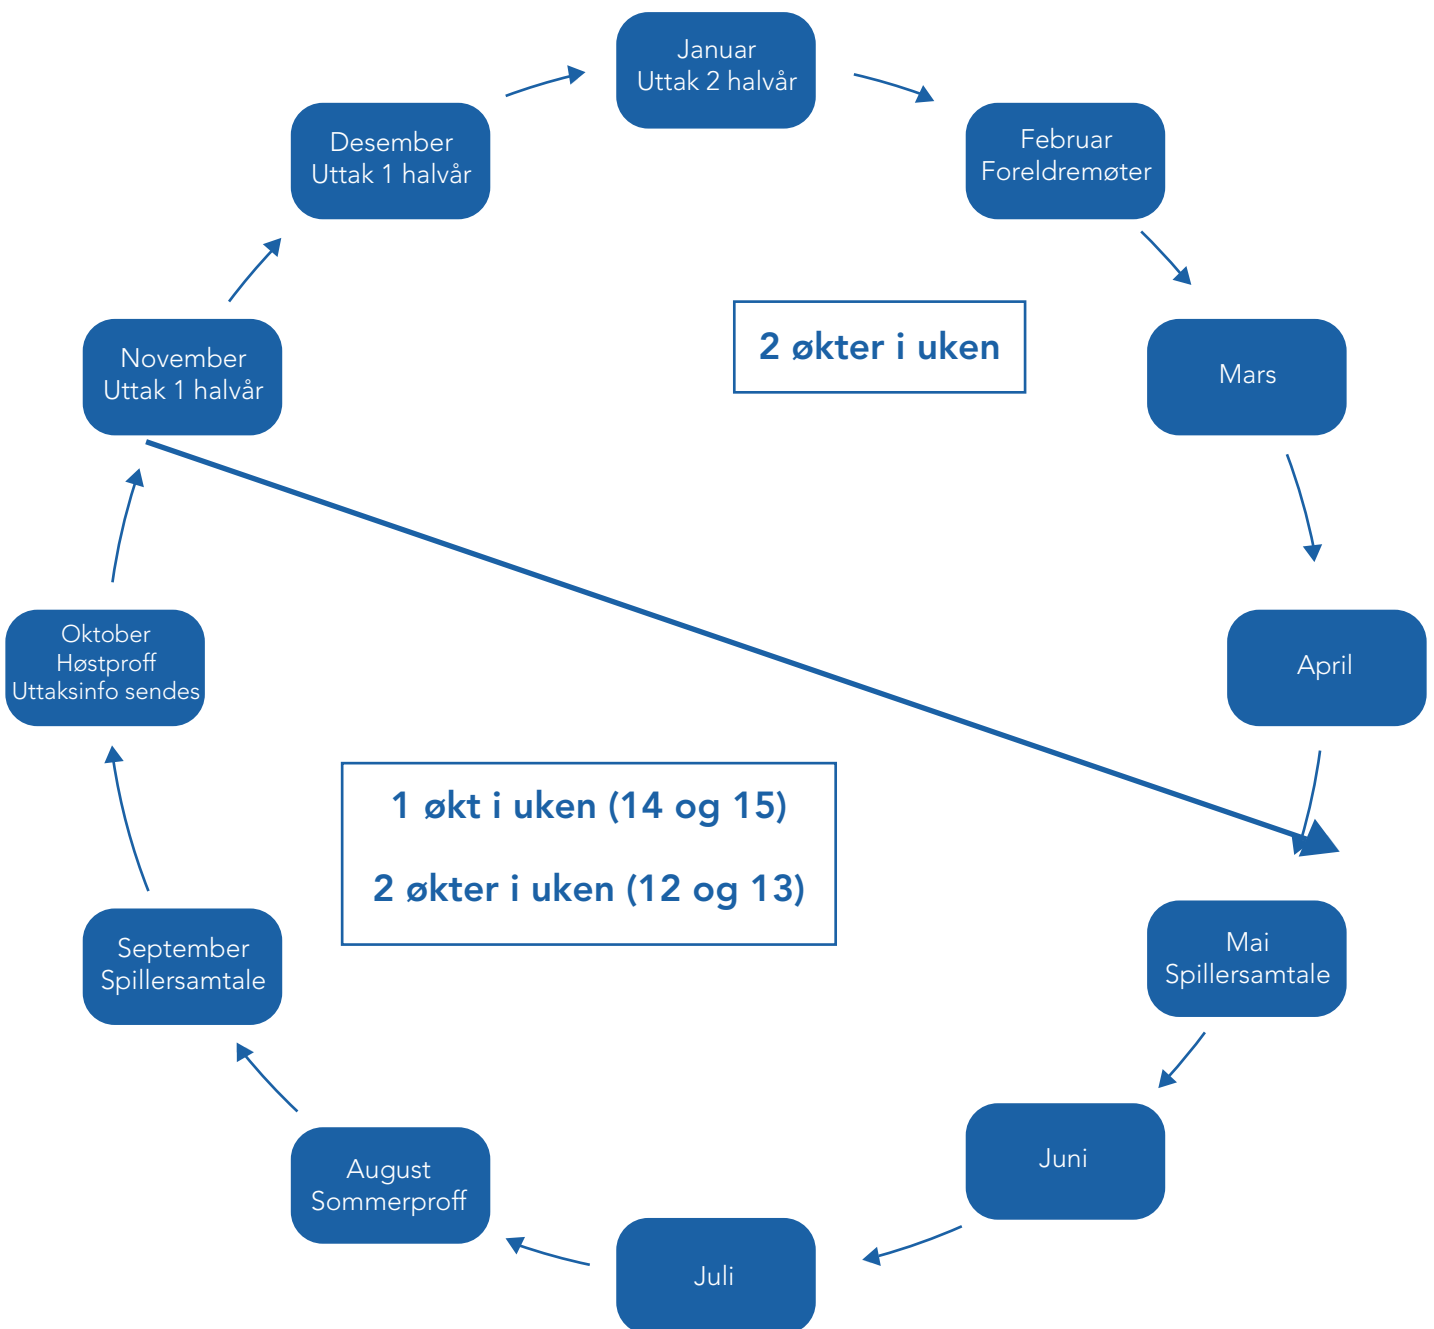 Januar
Uttak 2 halvår
Februar
Foreldremøter
Mars
April
Mai
Spillersamtale
Juni
Juli
August
Sommerproff
September
Spillersamtale
Oktober
Høstproff
Uttaksinfo sendes
November
Uttak 1 halvår
Desember
Uttak 1 halvår
2 økter i uken
1 økt i uken (14 og 15)
2 økter i uken (12 og 13)